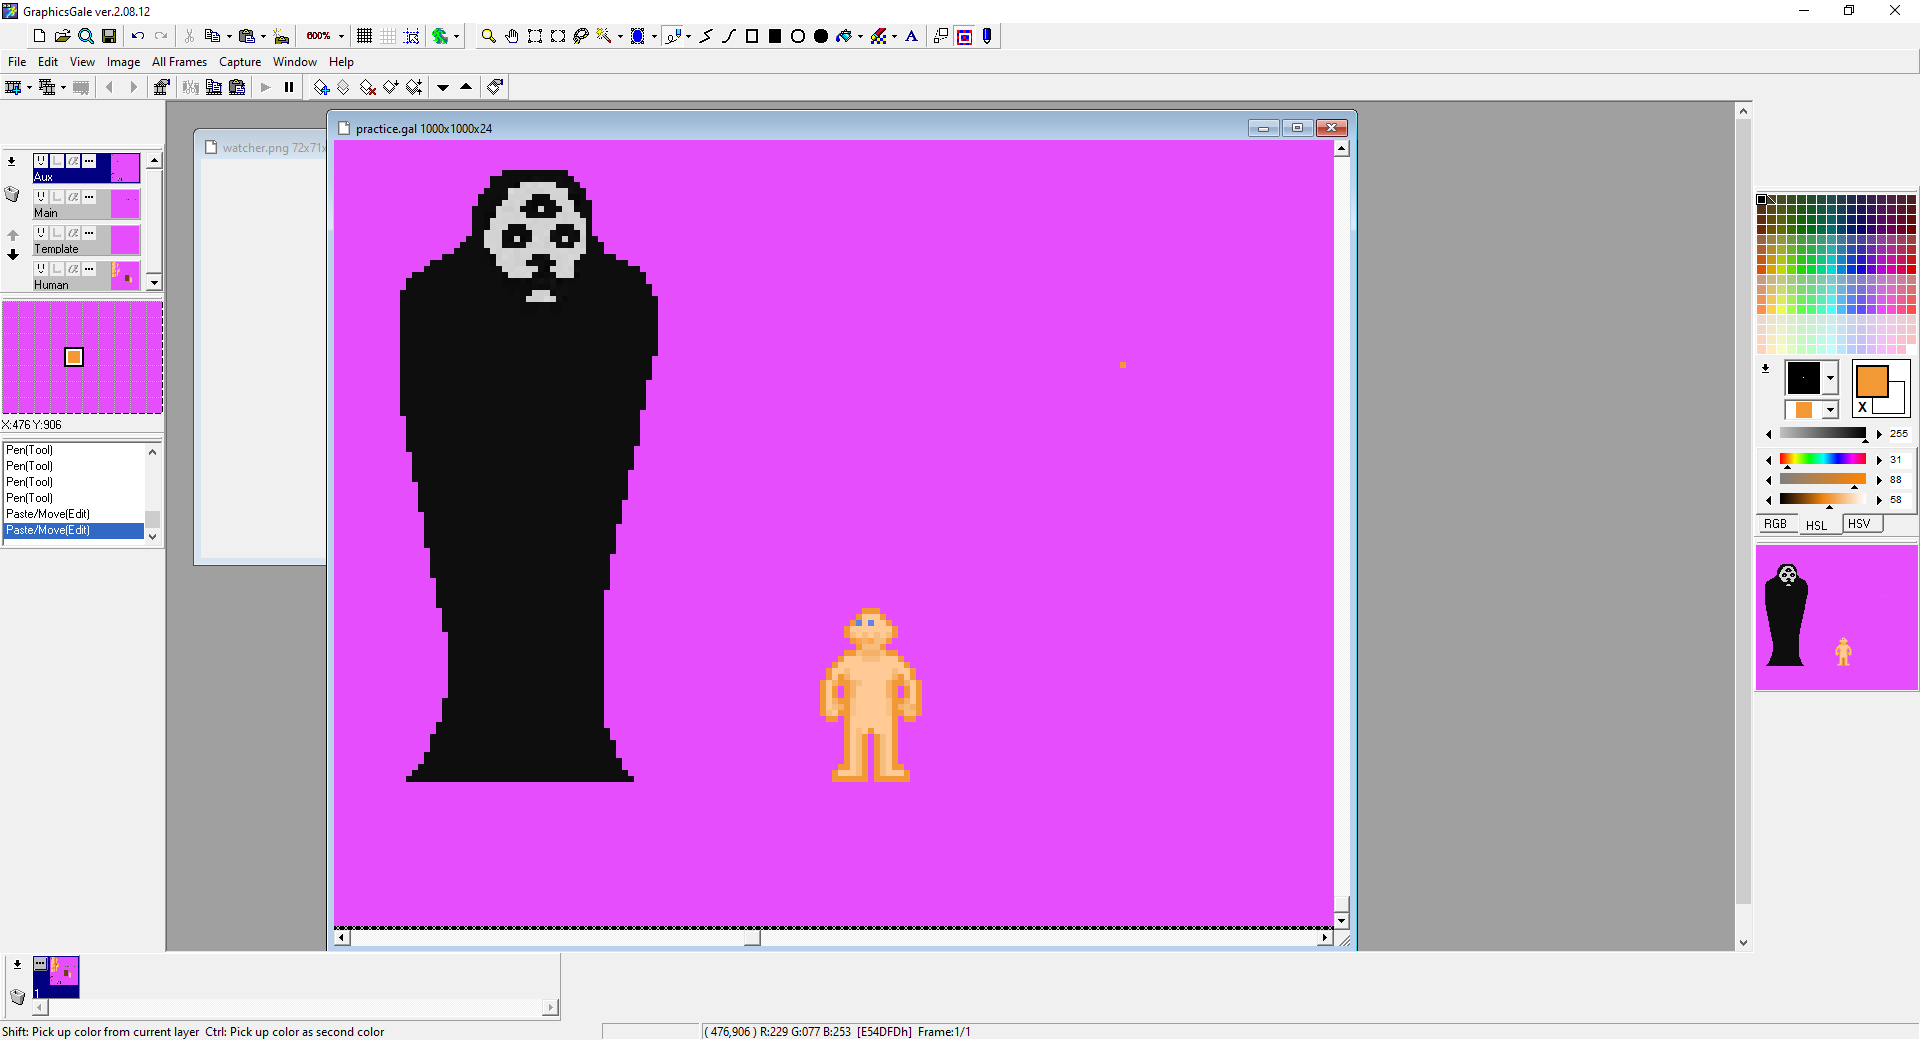 GraphicsGale ver.2.08.12
600%
A
File Edit View Image All Frames Capture Window Help
practice.gal 1000x1000x24
watcher.png 72x71x
Aux
Main
Template
Human
X:476 Y:906
Pen(Tool)
Pen(Tool)
Pen(Tool)
Pen(Tool)
Paste/Move(Edit)
Paste/Move(Edit)
X
255
31
88
58
RGB HSL HSV
1
Shift: Pick up color from current layer Ctrl: Pick up color as second color
( 476,906 ) R:229 G:077 B:253 [E54DFDh] Frame:1/1